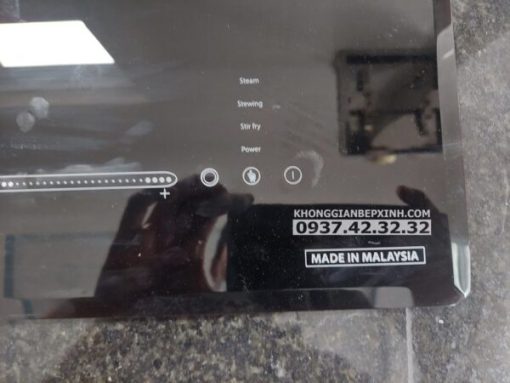 Steam
Stewing
Stir fry
Power
+
KHONGGIANBEPXINH.COM
0937.42.32.32
MADE IN MALAYSIA